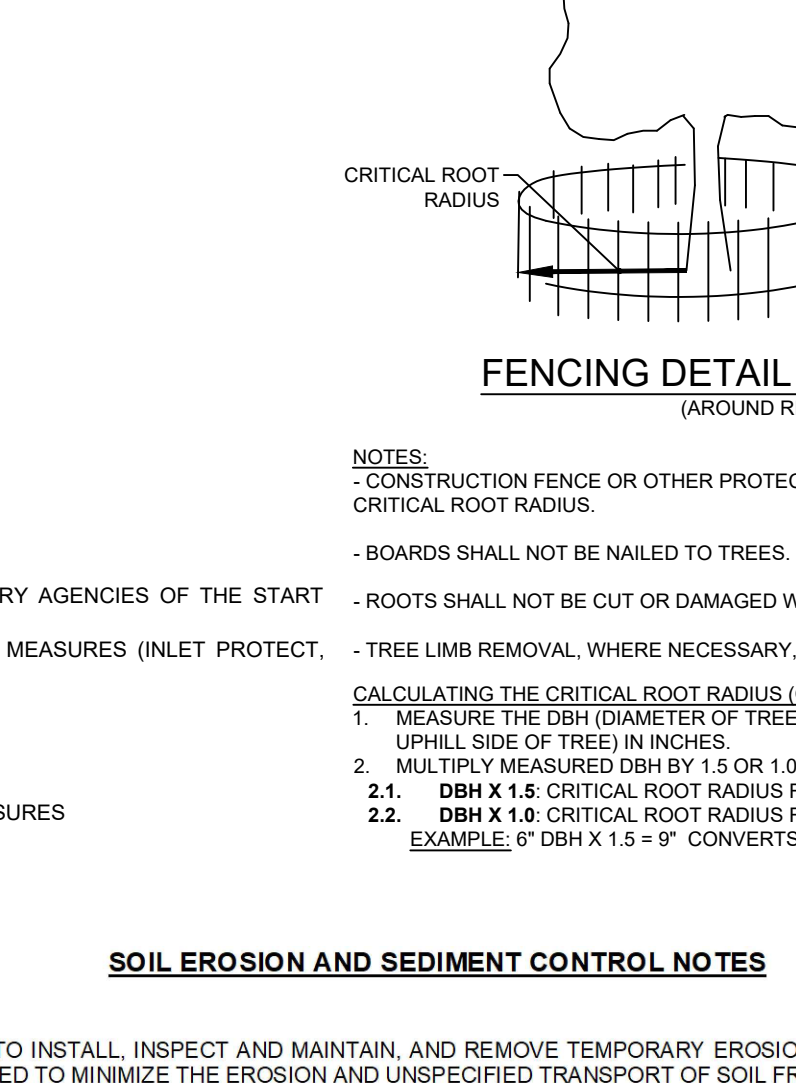 CRITICAL ROOT
RADIUS
FENCING DETAIL
(AROUND R
NOTES:
- CONSTRUCTION FENCE OR OTHER PROTEC
CRITICAL ROOT RADIUS.
- BOARDS SHALL NOT BE NAILED TO TREES.
- ROOTS SHALL NOT BE CUT OR DAMAGED W
- TREE LIMB REMOVAL, WHERE NECESSARY,
CALCULATING THE CRITICAL ROOT RADIUS (
1. MEASURE THE DBH (DIAMETER OF TREE
UPHILL SIDE OF TREE) IN INCHES.
2. MULTIPLY MEASURED DBH BY 1.5 OR 1.0
2.1. DBH X 1.5: CRITICAL ROOT RADIUS F
2.2. DBH X 1.0: CRITICAL ROOT RADIUS F
EXAMPLE: 6" DBH X 1.5 = 9" CONVERTS
RY AGENCIES OF THE START
MEASURES (INLET PROTECT,
SURES
SOIL EROSION AND SEDIMENT CONTROL NOTES
TO INSTALL, INSPECT AND MAINTAIN, AND REMOVE TEMPORARY EROSIO
ED TO MINIMIZE THE EROSION AND UNSPECIFIED TRANSPORT OF SOIL FR